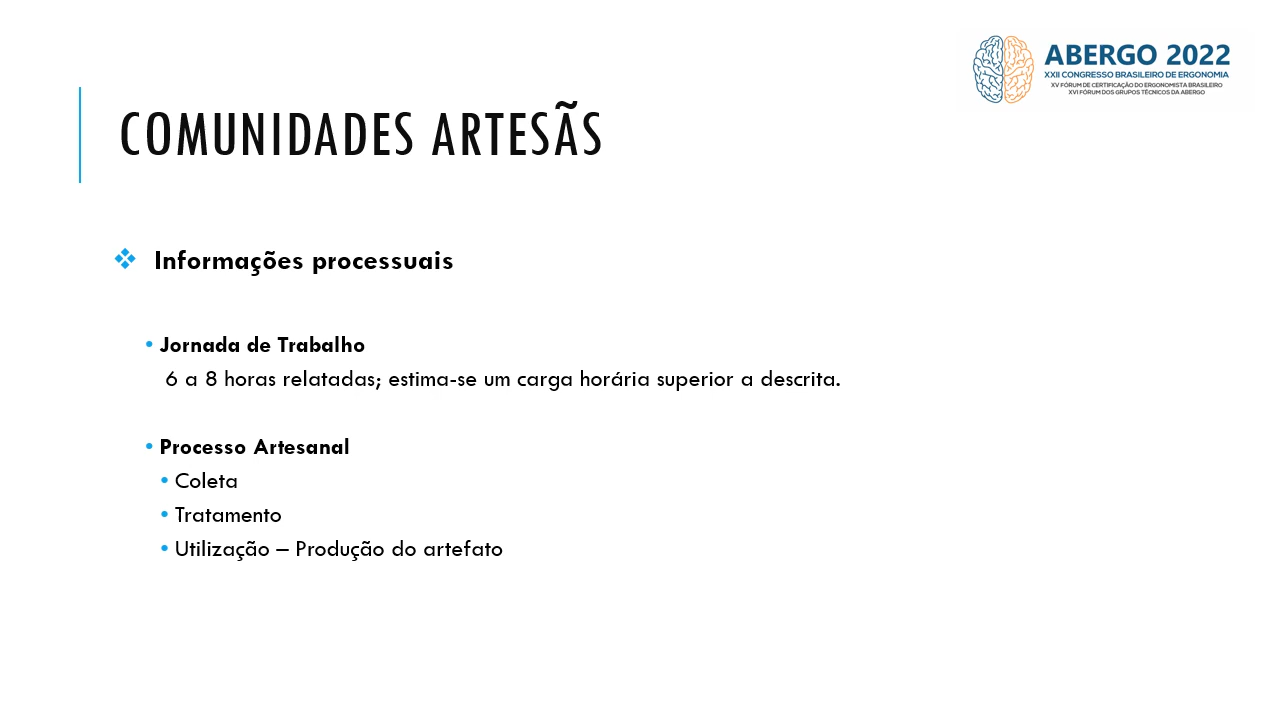 ABERGO 2022
XXII CONGRESSO BRASILEIRO DE ERGONOMIA
XV FÓRUM DE CERTIFICAÇÃO DO ERGONOMISTA BRASILEIRO
XVI FÓRUM DOS GRUPOS TÉCNICOS DA ABERGO
COMUNIDADES ARTESÃS
❖ Informações processuais
• Jornada de Trabalho
6 a 8 horas relatadas; estima-se um carga horária superior a descrita.
• Processo Artesanal
• Coleta
• Tratamento
• Utilização – Produção do artefato